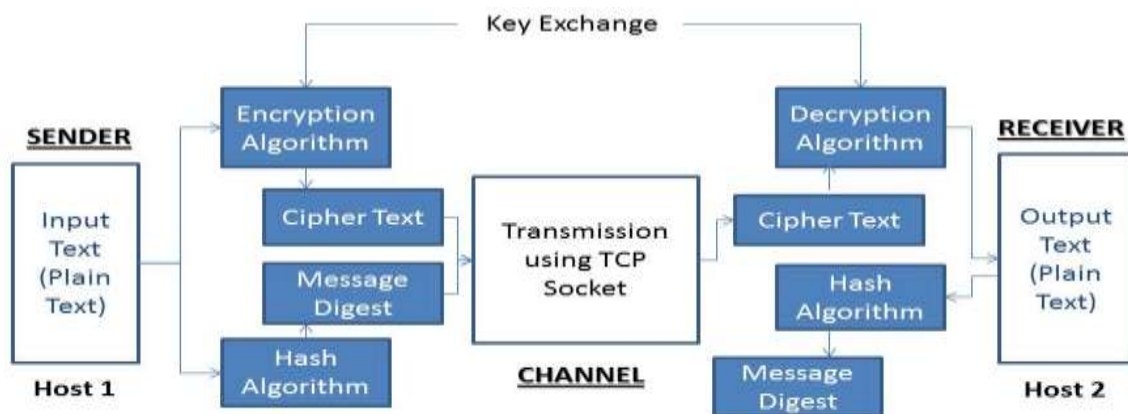 Key Exchange
SENDER
Input
Text
(Plain
Text)
Host 1
Encryption
Algorithm
Cipher Text
Message
Digest
Hash
Algorithm
Transmission
using TCP
Socket
CHANNEL
Decryption
Algorithm
Cipher Text
Hash
Algorithm
Message
Digest
RECEIVER
Output
Text
(Plain
Text)
Host 2